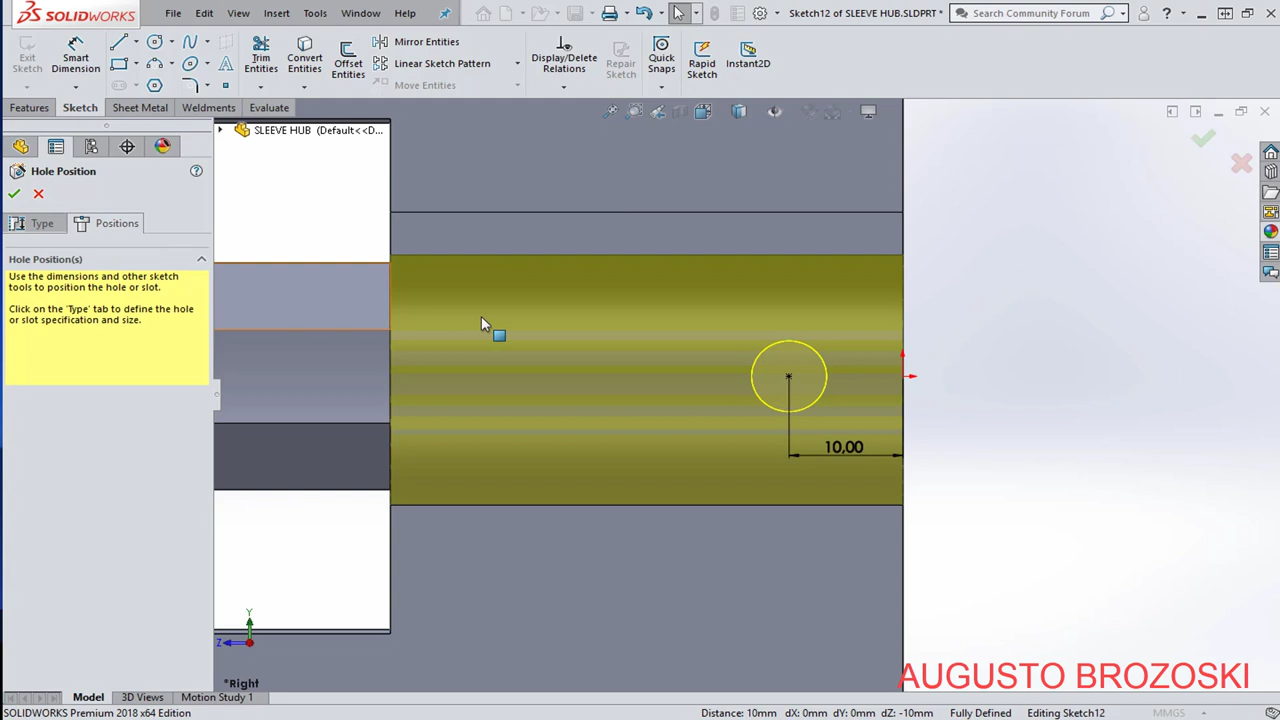 SOLIDWORKS File Edit View Insert Tools Window Help Sketch12 of SLEEVE HUB.SLDPRT * Search Community Forum
Exit Sketch
Smart Dimension
Trim Entities
Convert Entities
Offset Entities
Mirror Entities
Linear Sketch Pattern
Move Entities
Display/Delete Relations
Repair Sketch
Quick Snaps
Rapid Sketch
Instant2D
Features Sketch Sheet Metal Weldments Evaluate
SLEEVE HUB (Default<<D...
Hole Position
Type Positions
Hole Position(s)
Use the dimensions and other sketch
tools to position the hole or slot.
Click on the 'Type' tab to define the hole
or slot specification and size.
10,00
Y
Z
*Right
AUGUSTO BROZOSKI
Model 3D Views Motion Study 1
SOLIDWORKS Premium 2018 x64 Edition Distance: 10mm dX: 0mm dY: 0mm dZ: -10mm Fully Defined Editing Sketch12 MMGS